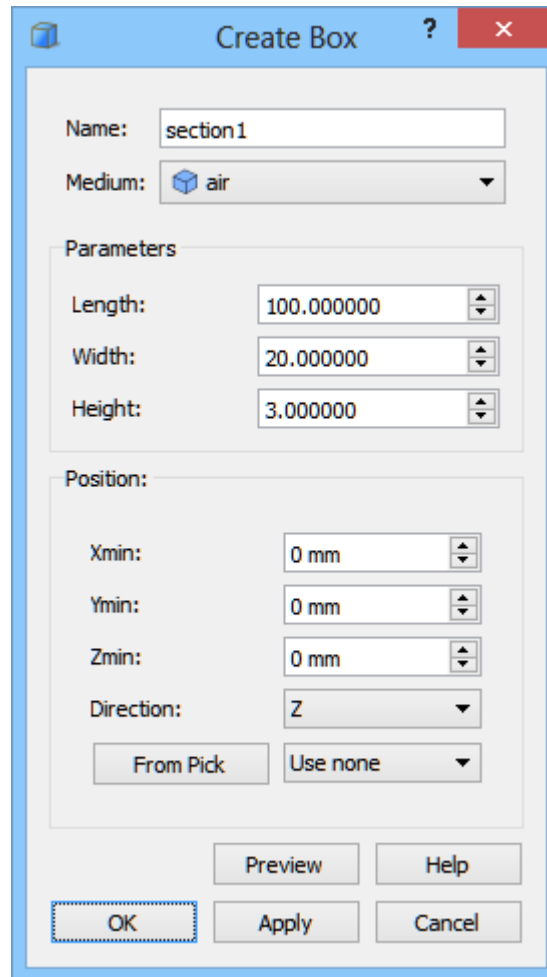 Create Box ? ×
Name: section1
Medium: air
Parameters
Length: 100.000000
Width: 20.000000
Height: 3.000000
Position:
Xmin: 0 mm
Ymin: 0 mm
Zmin: 0 mm
Direction: Z
From Pick Use none
Preview Help
OK Apply Cancel